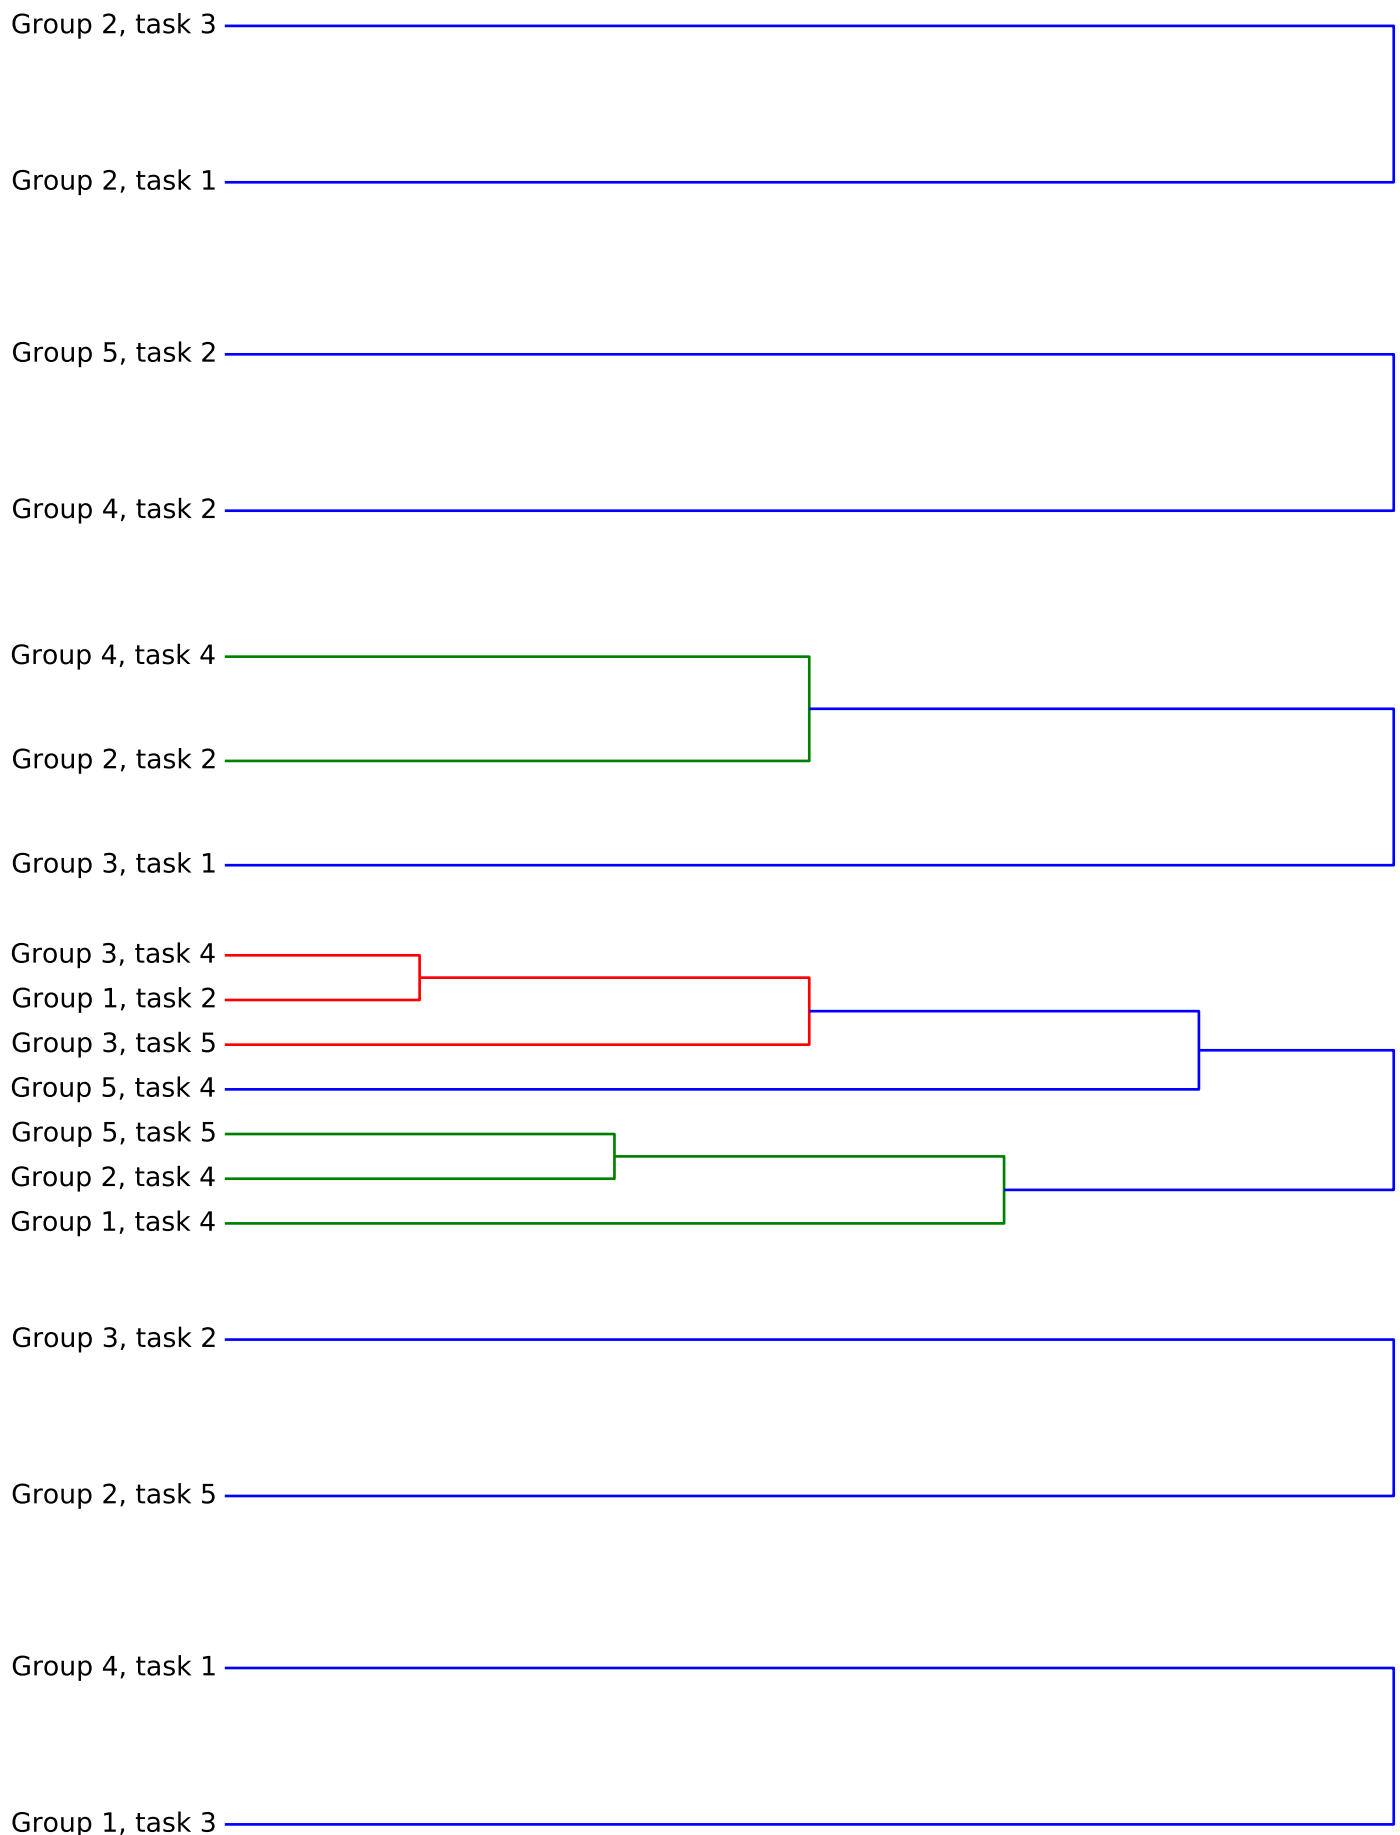 Group 2, task 3
Group 2, task 1
Group 5, task 2
Group 4, task 2
Group 4, task 4
Group 2, task 2
Group 3, task 1
Group 3, task 4
Group 1, task 2
Group 3, task 5
Group 5, task 4
Group 5, task 5
Group 2, task 4
Group 1, task 4
Group 3, task 2
Group 2, task 5
Group 4, task 1
Group 1, task 3